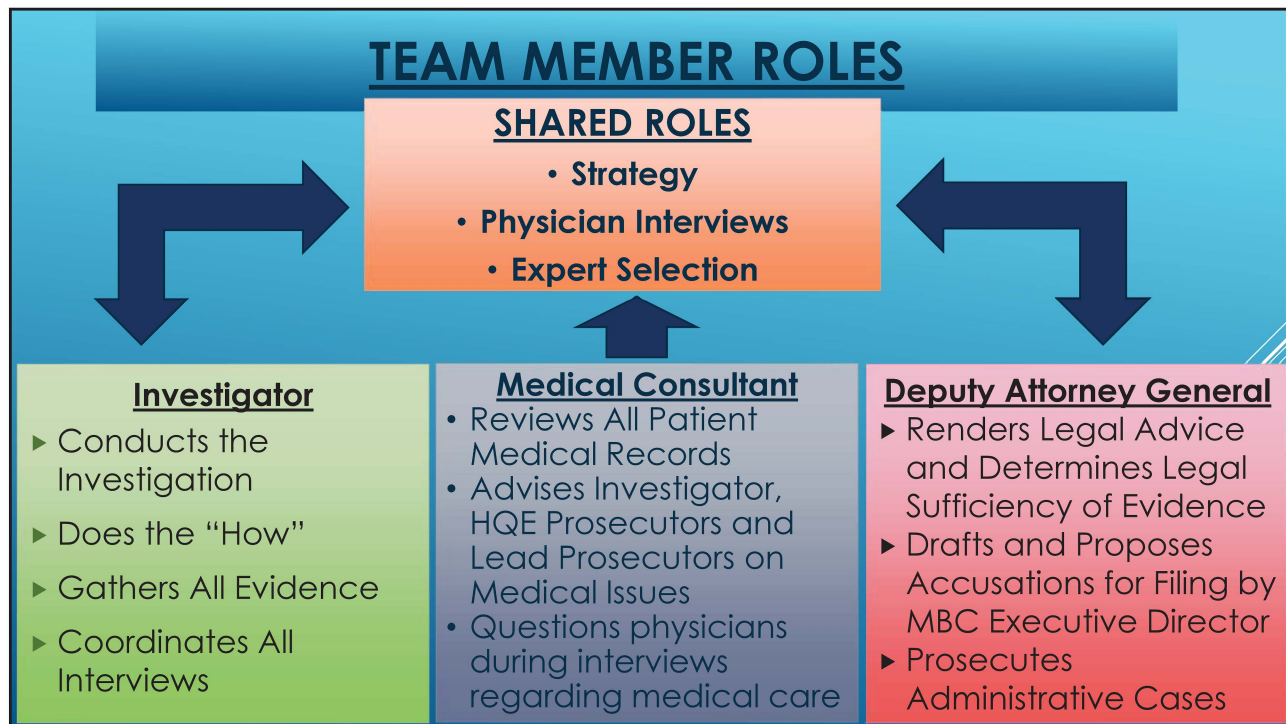 TEAM MEMBER ROLES
SHARED ROLES
• Strategy
• Physician Interviews
• Expert Selection
Investigator
▸ Conducts the
Investigation
▸ Does the “How”
▸ Gathers All Evidence
▸ Coordinates All
Interviews
Medical Consultant
• Reviews All Patient
Medical Records
• Advises Investigator,
HQE Prosecutors and
Lead Prosecutors on
Medical Issues
• Questions physicians
during interviews
regarding medical care
Deputy Attorney General
▸ Renders Legal Advice
and Determines Legal
Sufficiency of Evidence
▸ Drafts and Proposes
Accusations for Filing by
MBC Executive Director
▸ Prosecutes
Administrative Cases